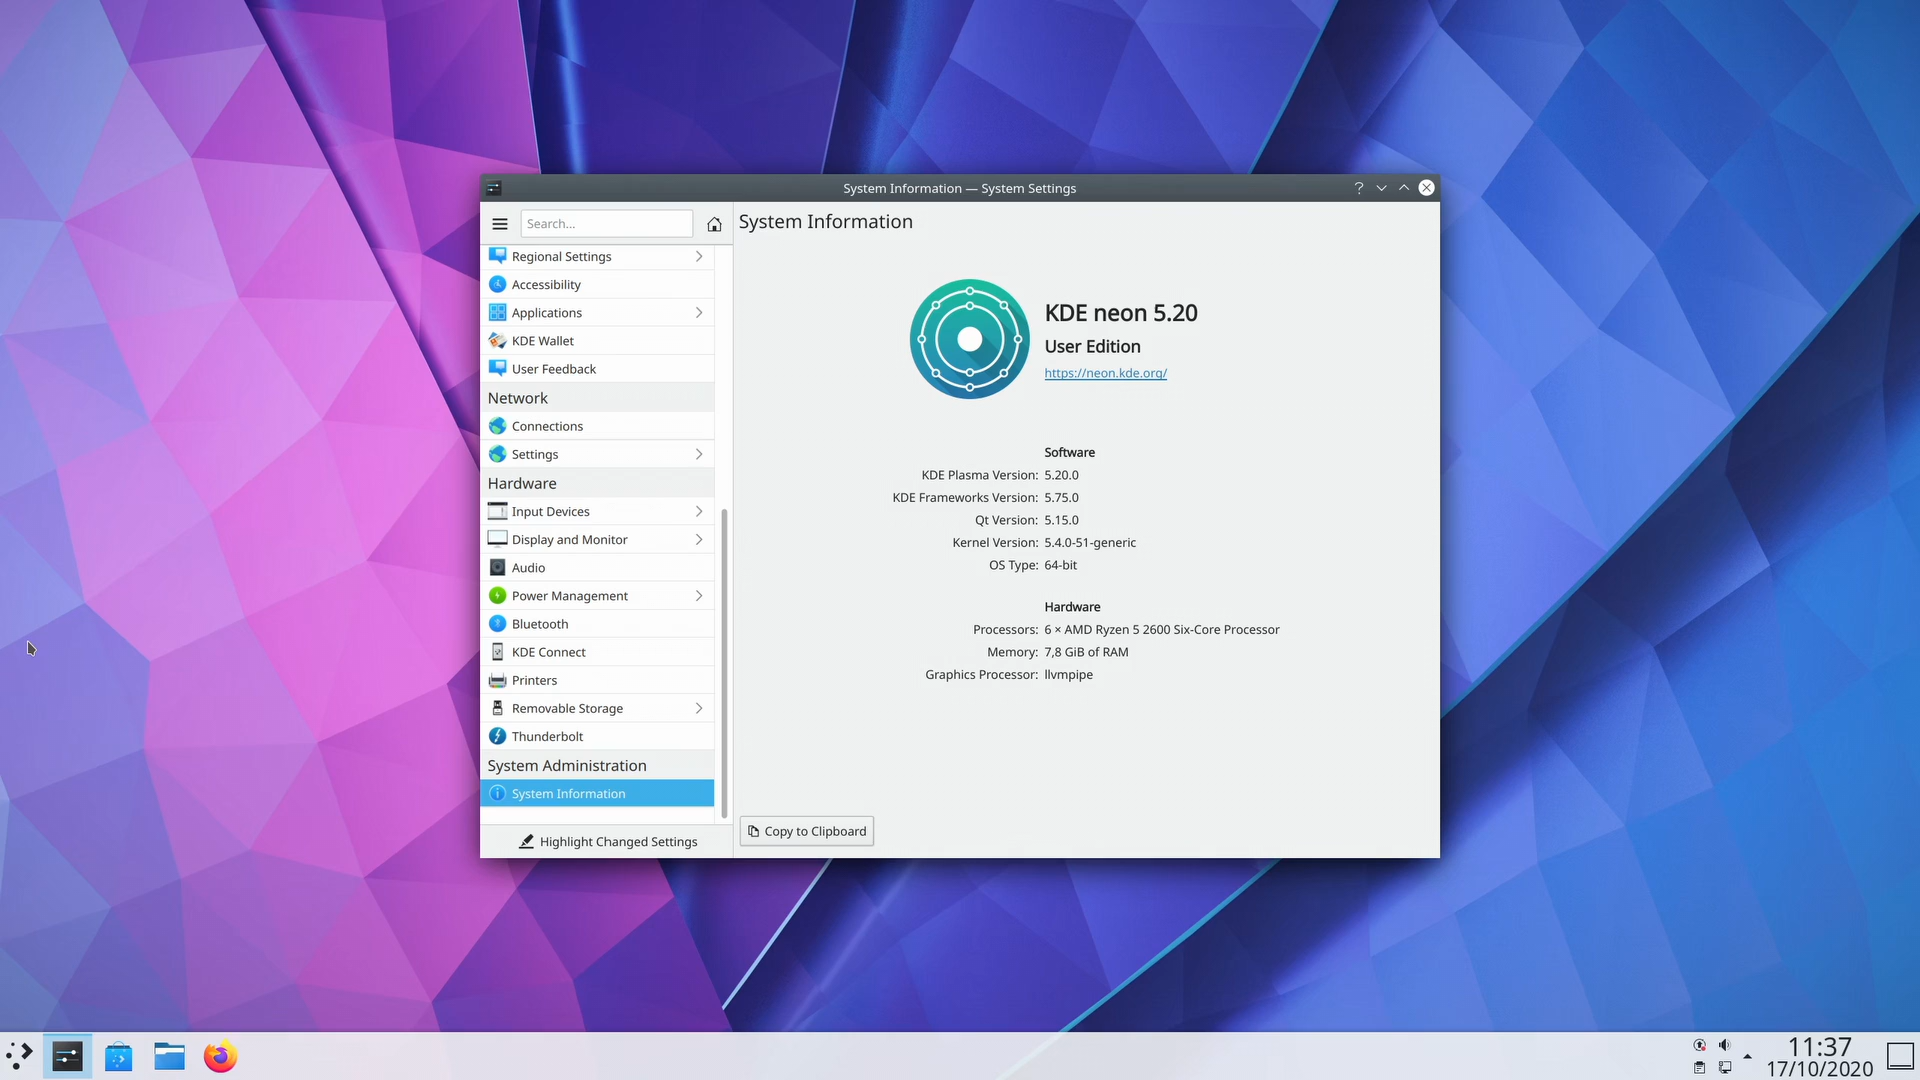 System Information — System Settings
Search...
System Information
Regional Settings
Accessibility
Applications
KDE Wallet
User Feedback
Network
Connections
Settings
Hardware
Input Devices
Display and Monitor
Audio
Power Management
Bluetooth
KDE Connect
Printers
Removable Storage
Thunderbolt
System Administration
System Information
Highlight Changed Settings
KDE neon 5.20
User Edition
https://neon.kde.org/
Software
KDE Plasma Version: 5.20.0
KDE Frameworks Version: 5.75.0
Qt Version: 5.15.0
Kernel Version: 5.4.0-51-generic
OS Type: 64-bit
Hardware
Processors: 6 × AMD Ryzen 5 2600 Six-Core Processor
Memory: 7,8 GiB of RAM
Graphics Processor: llvmpipe
Copy to Clipboard
11:37
17/10/2020